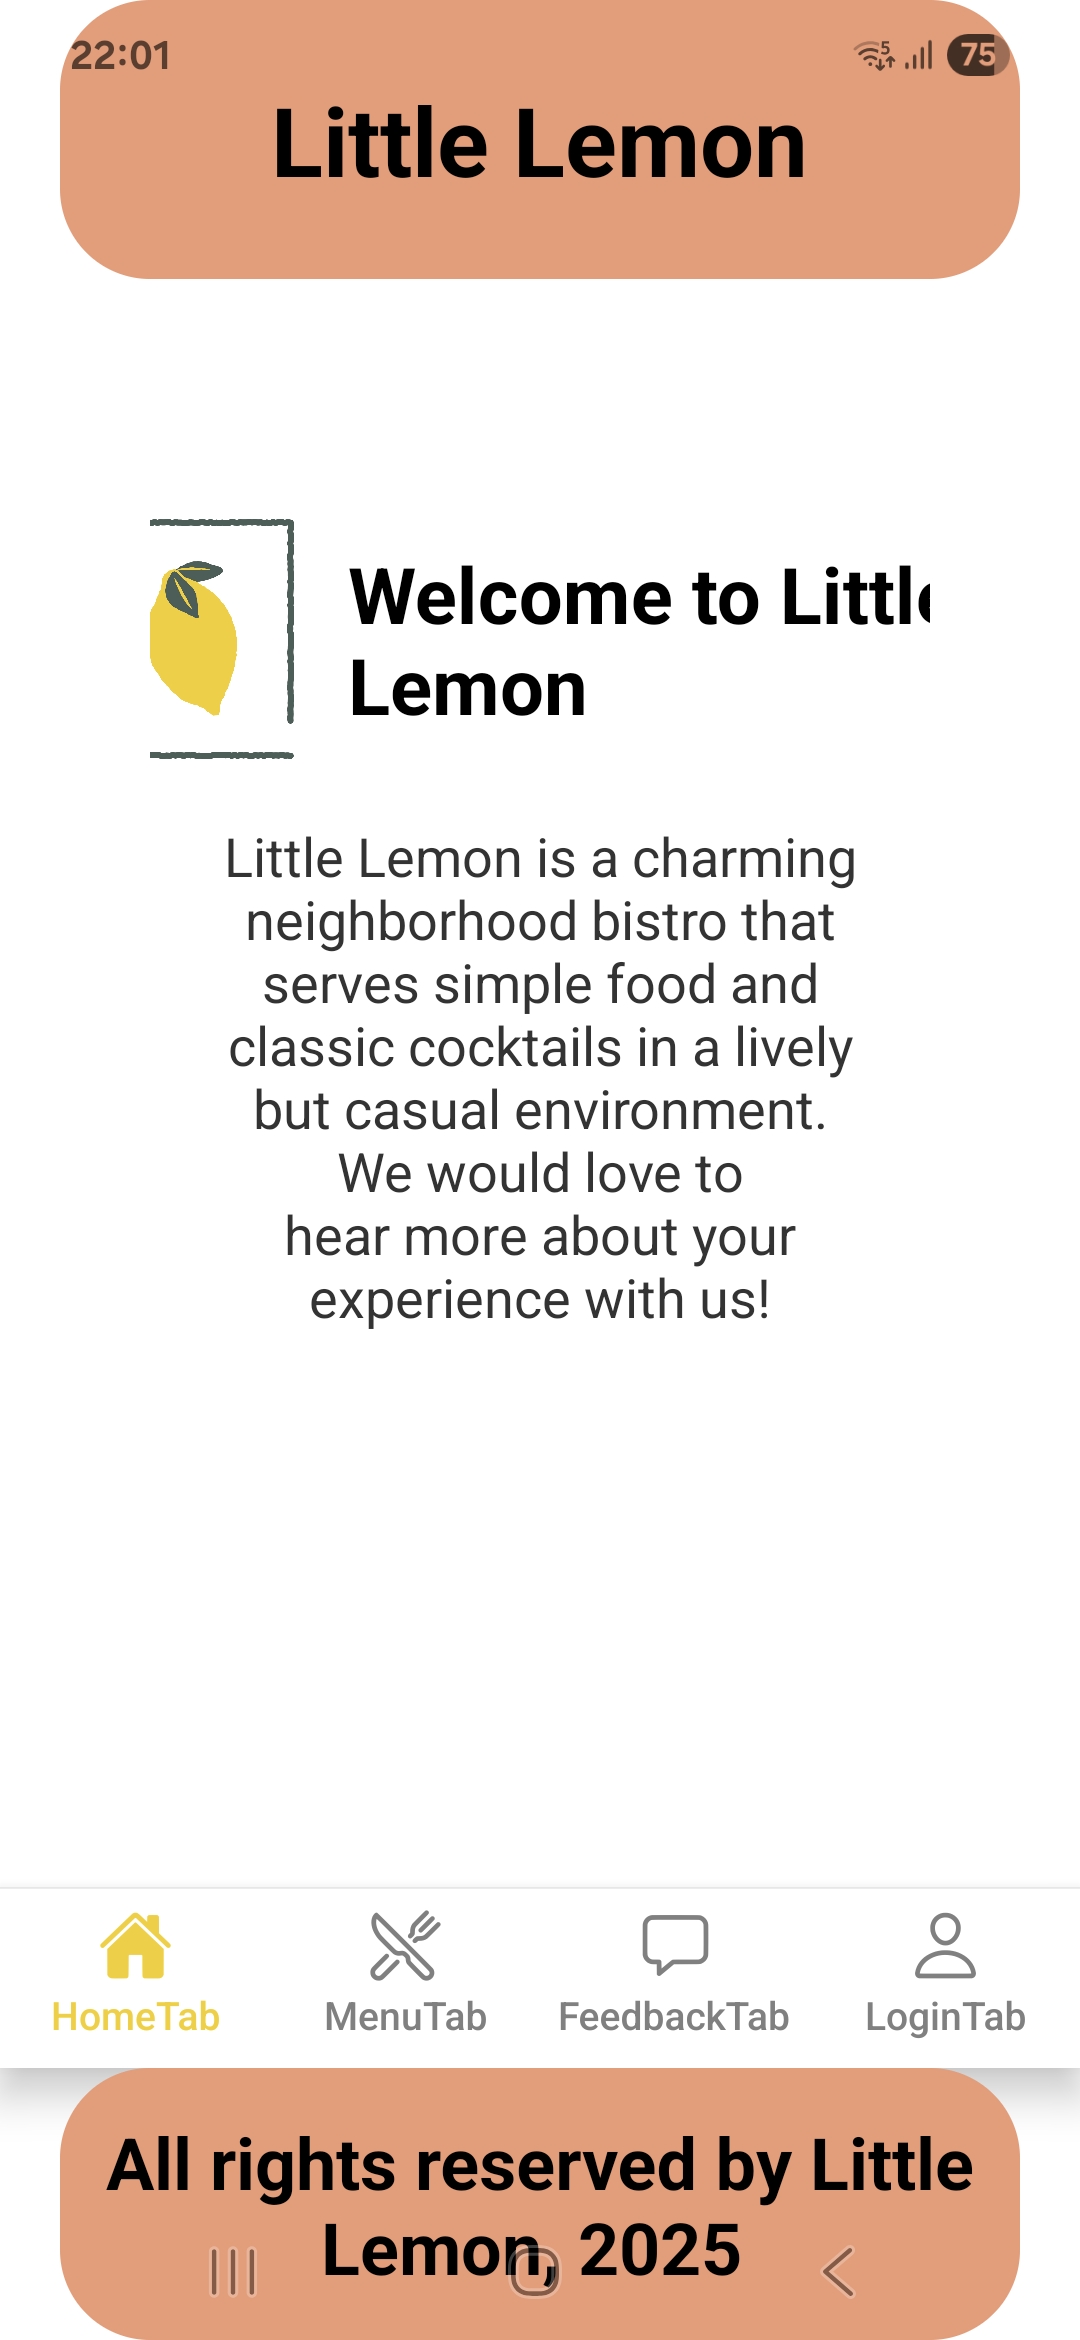 22:01
5
75
Little Lemon
Welcome to Little
Lemon
Little Lemon is a charming
neighborhood bistro that
serves simple food and
classic cocktails in a lively
but casual environment.
We would love to
hear more about your
experience with us!
HomeTab MenuTab FeedbackTab LoginTab
All rights reserved by Little
Lemon, 2025